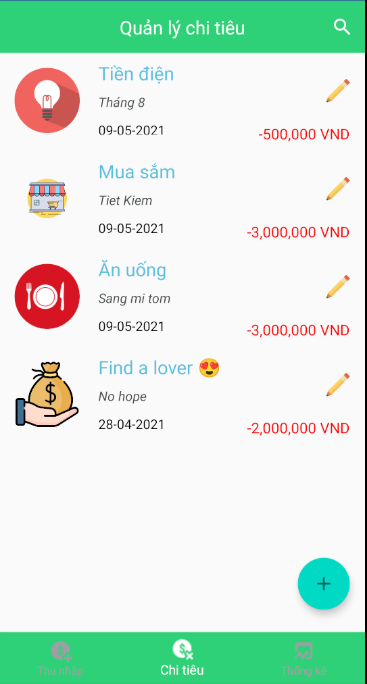 Quản lý chi tiêu
Tiền điện
Tháng 8
09-05-2021
-500,000 VND
Mua sắm
Tiet Kiem
09-05-2021
-3,000,000 VND
Ăn uống
Sang mi tom
09-05-2021
-3,000,000 VND
Find a lover 😍
No hope
28-04-2021
-2,000,000 VND
Thu nhập
Chi tiêu
Thống kê